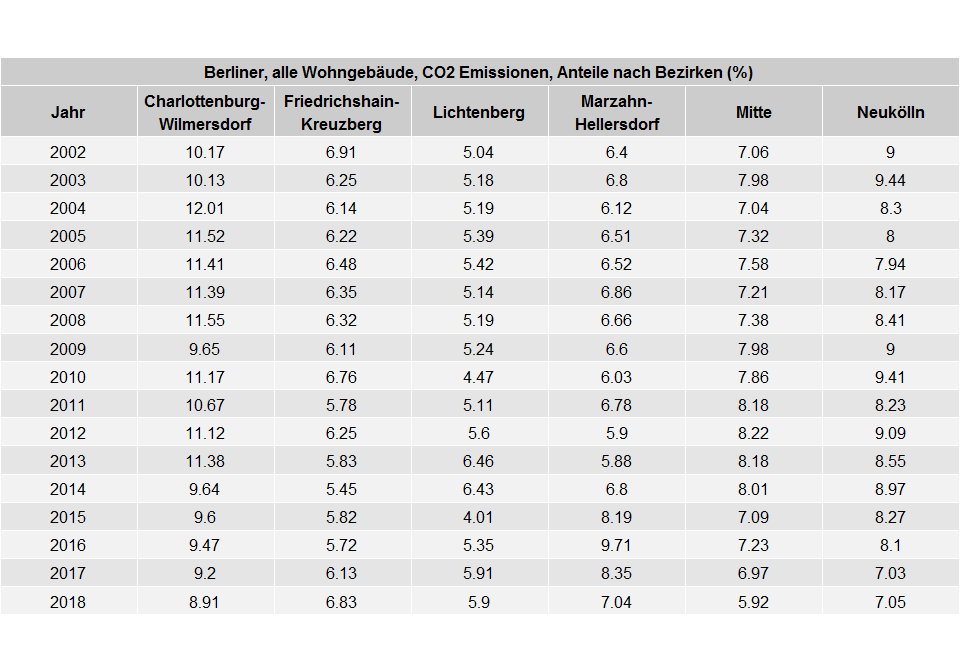 Berliner, alle Wohngebäude, CO2 Emissionen, Anteile nach Bezirken (%)
Jahr Charlottenburg-Wilmersdorf Friedrichshain-Kreuzberg Lichtenberg Marzahn-Hellersdorf Mitte Neukölln
2002 10.17 6.91 5.04 6.4 7.06 9
2003 10.13 6.25 5.18 6.8 7.98 9.44
2004 12.01 6.14 5.19 6.12 7.04 8.3
2005 11.52 6.22 5.39 6.51 7.32 8
2006 11.41 6.48 5.42 6.52 7.58 7.94
2007 11.39 6.35 5.14 6.86 7.21 8.17
2008 11.55 6.32 5.19 6.66 7.38 8.41
2009 9.65 6.11 5.24 6.6 7.98 9
2010 11.17 6.76 4.47 6.03 7.86 9.41
2011 10.67 5.78 5.11 6.78 8.18 8.23
2012 11.12 6.25 5.6 5.9 8.22 9.09
2013 11.38 5.83 6.46 5.88 8.18 8.55
2014 9.64 5.45 6.43 6.8 8.01 8.97
2015 9.6 5.82 4.01 8.19 7.09 8.27
2016 9.47 5.72 5.35 9.71 7.23 8.1
2017 9.2 6.13 5.91 8.35 6.97 7.03
2018 8.91 6.83 5.9 7.04 5.92 7.05